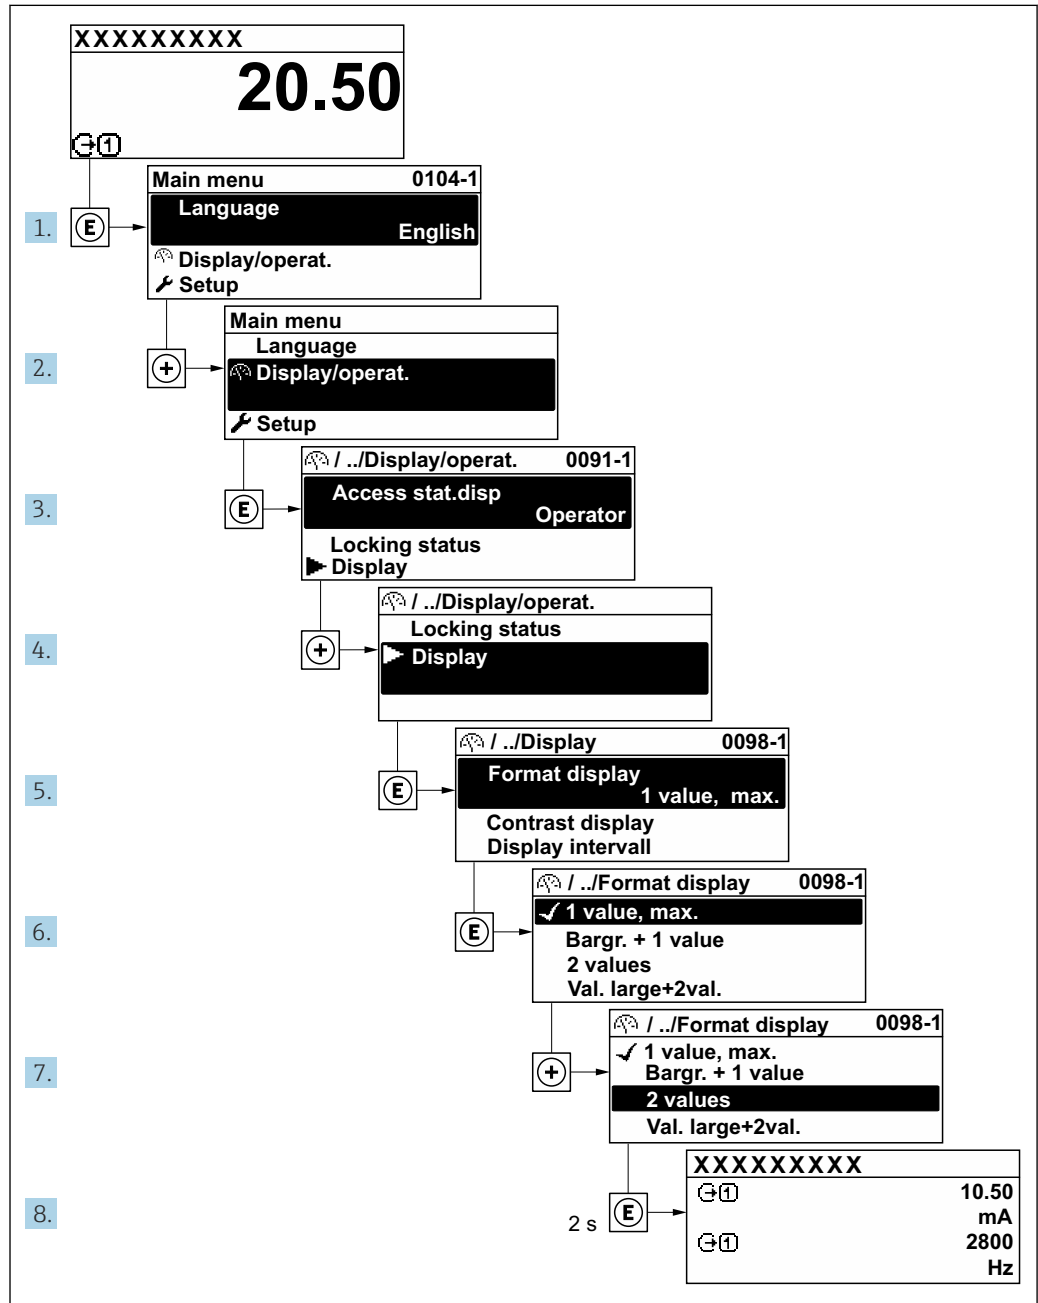 XXXXXXXXX
20.50
1
Main menu 0104-1
Language
English
Display/operat.
Setup
1. E
Main menu
Language
Display/operat.
Setup
2. +
/ ../Display/operat. 0091-1
Access stat.disp
Operator
Locking status
Display
3. E
/ ../Display/operat.
Locking status
Display
4. +
/ ../Display 0098-1
Format display
1 value, max.
Contrast display
Display intervall
5. E
/ ../Format display 0098-1
1 value, max.
Bargr. + 1 value
2 values
Val. large+2val.
6. E
/ ../Format display 0098-1
1 value, max.
Bargr. + 1 value
2 values
Val. large+2val.
7. +
XXXXXXXXX
1 10.50
mA
1 2800
Hz
8. 2 s E